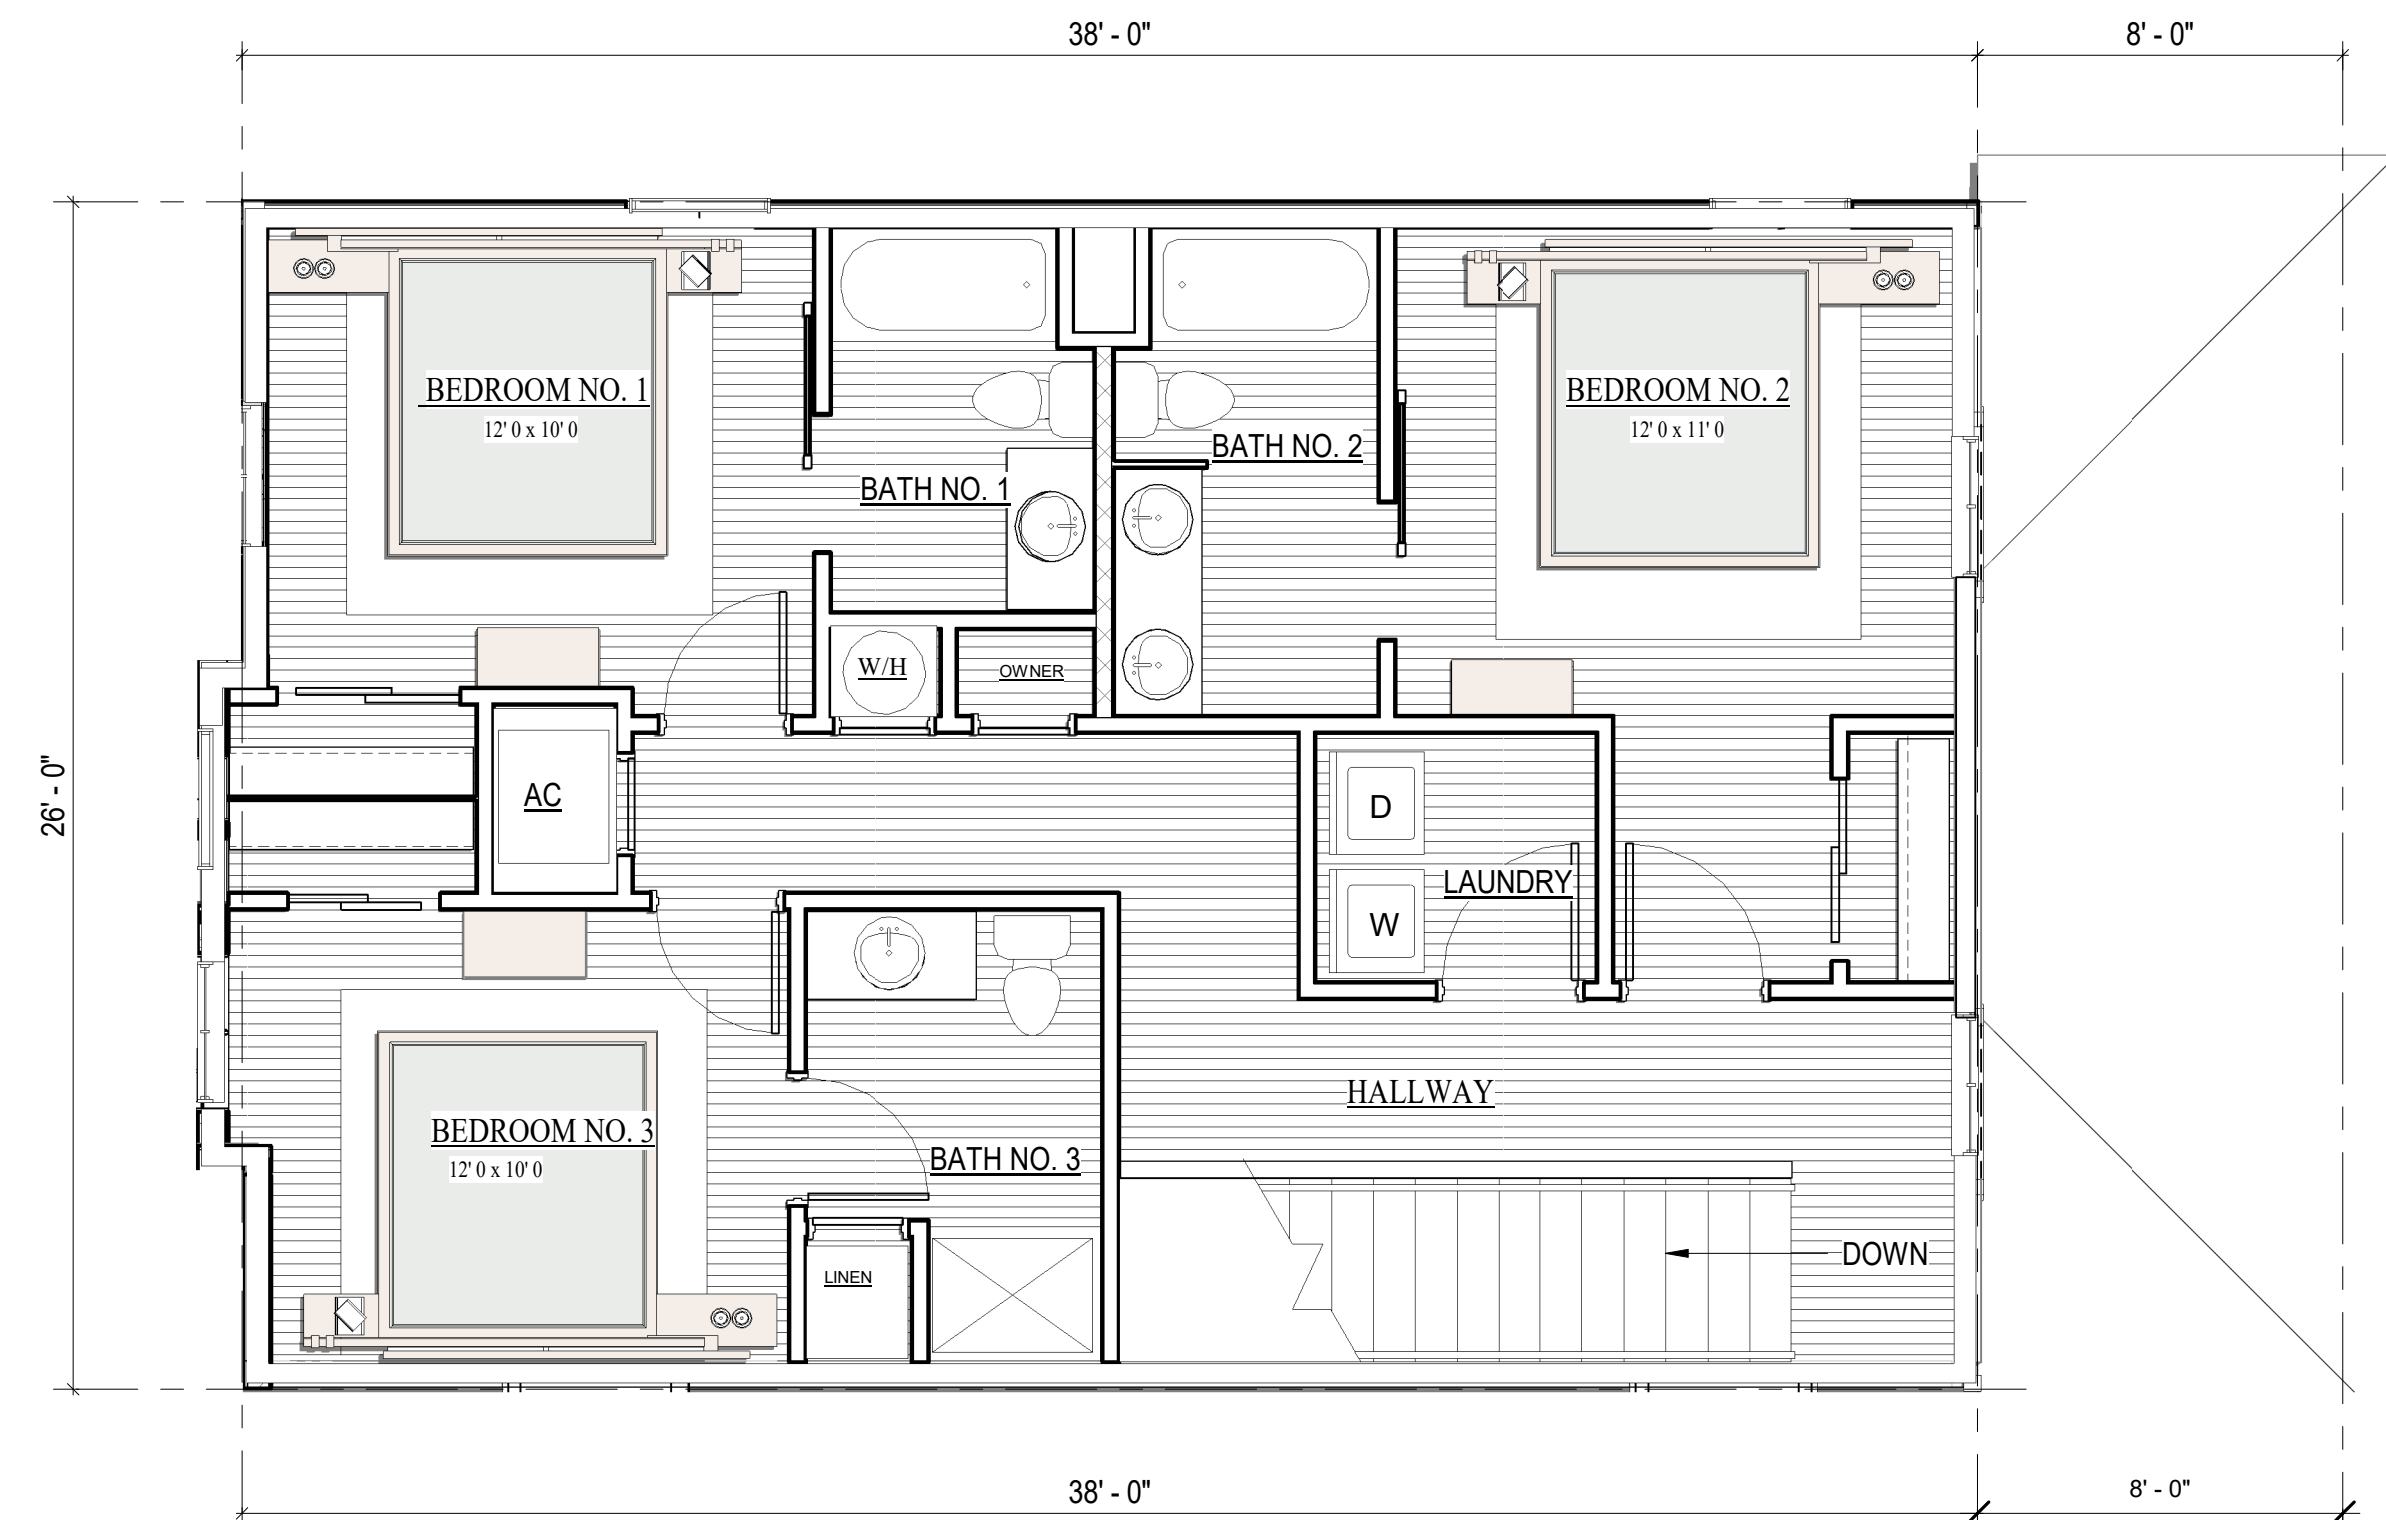 38' - 0"
8' - 0"
BEDROOM NO. 1
12' 0 x 10' 0
BEDROOM NO. 2
12' 0 x 11' 0
BATH NO. 2
BATH NO. 1
W/H
OWNER
26' - 0"
AC
D
LAUNDRY
W
HALLWAY
BEDROOM NO. 3
12' 0 x 10' 0
BATH NO. 3
DOWN
LINEN
38' - 0"
8' - 0"